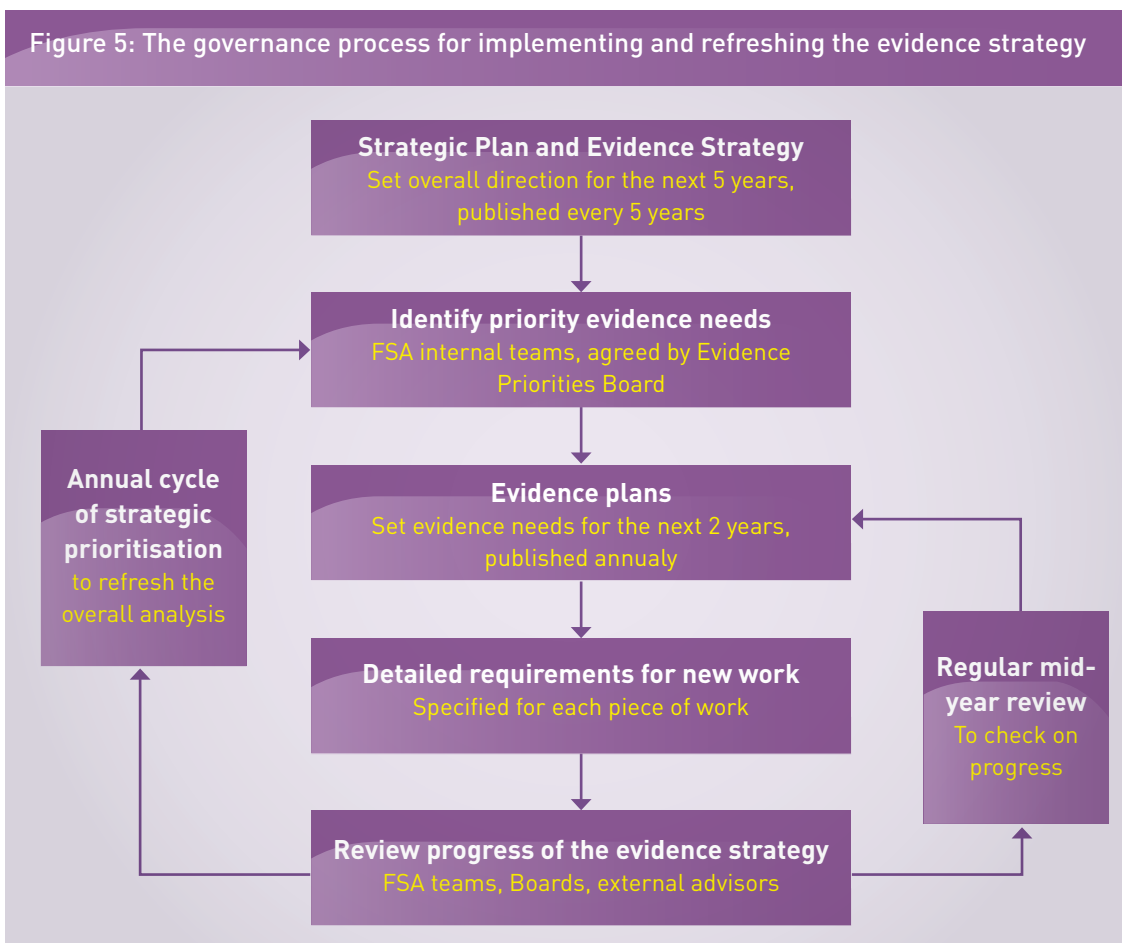 Figure 5: The governance process for implementing and refreshing the evidence strategy
Strategic Plan and Evidence Strategy
Set overall direction for the next 5 years,
published every 5 years
Identify priority evidence needs
FSA internal teams, agreed by Evidence
Priorities Board
Annual cycle
of strategic
prioritisation
to refresh the
overall analysis
Evidence plans
Set evidence needs for the next 2 years,
published annualy
Detailed requirements for new work
Specified for each piece of work
Regular mid-
year review
To check on
progress
Review progress of the evidence strategy
FSA teams, Boards, external advisors